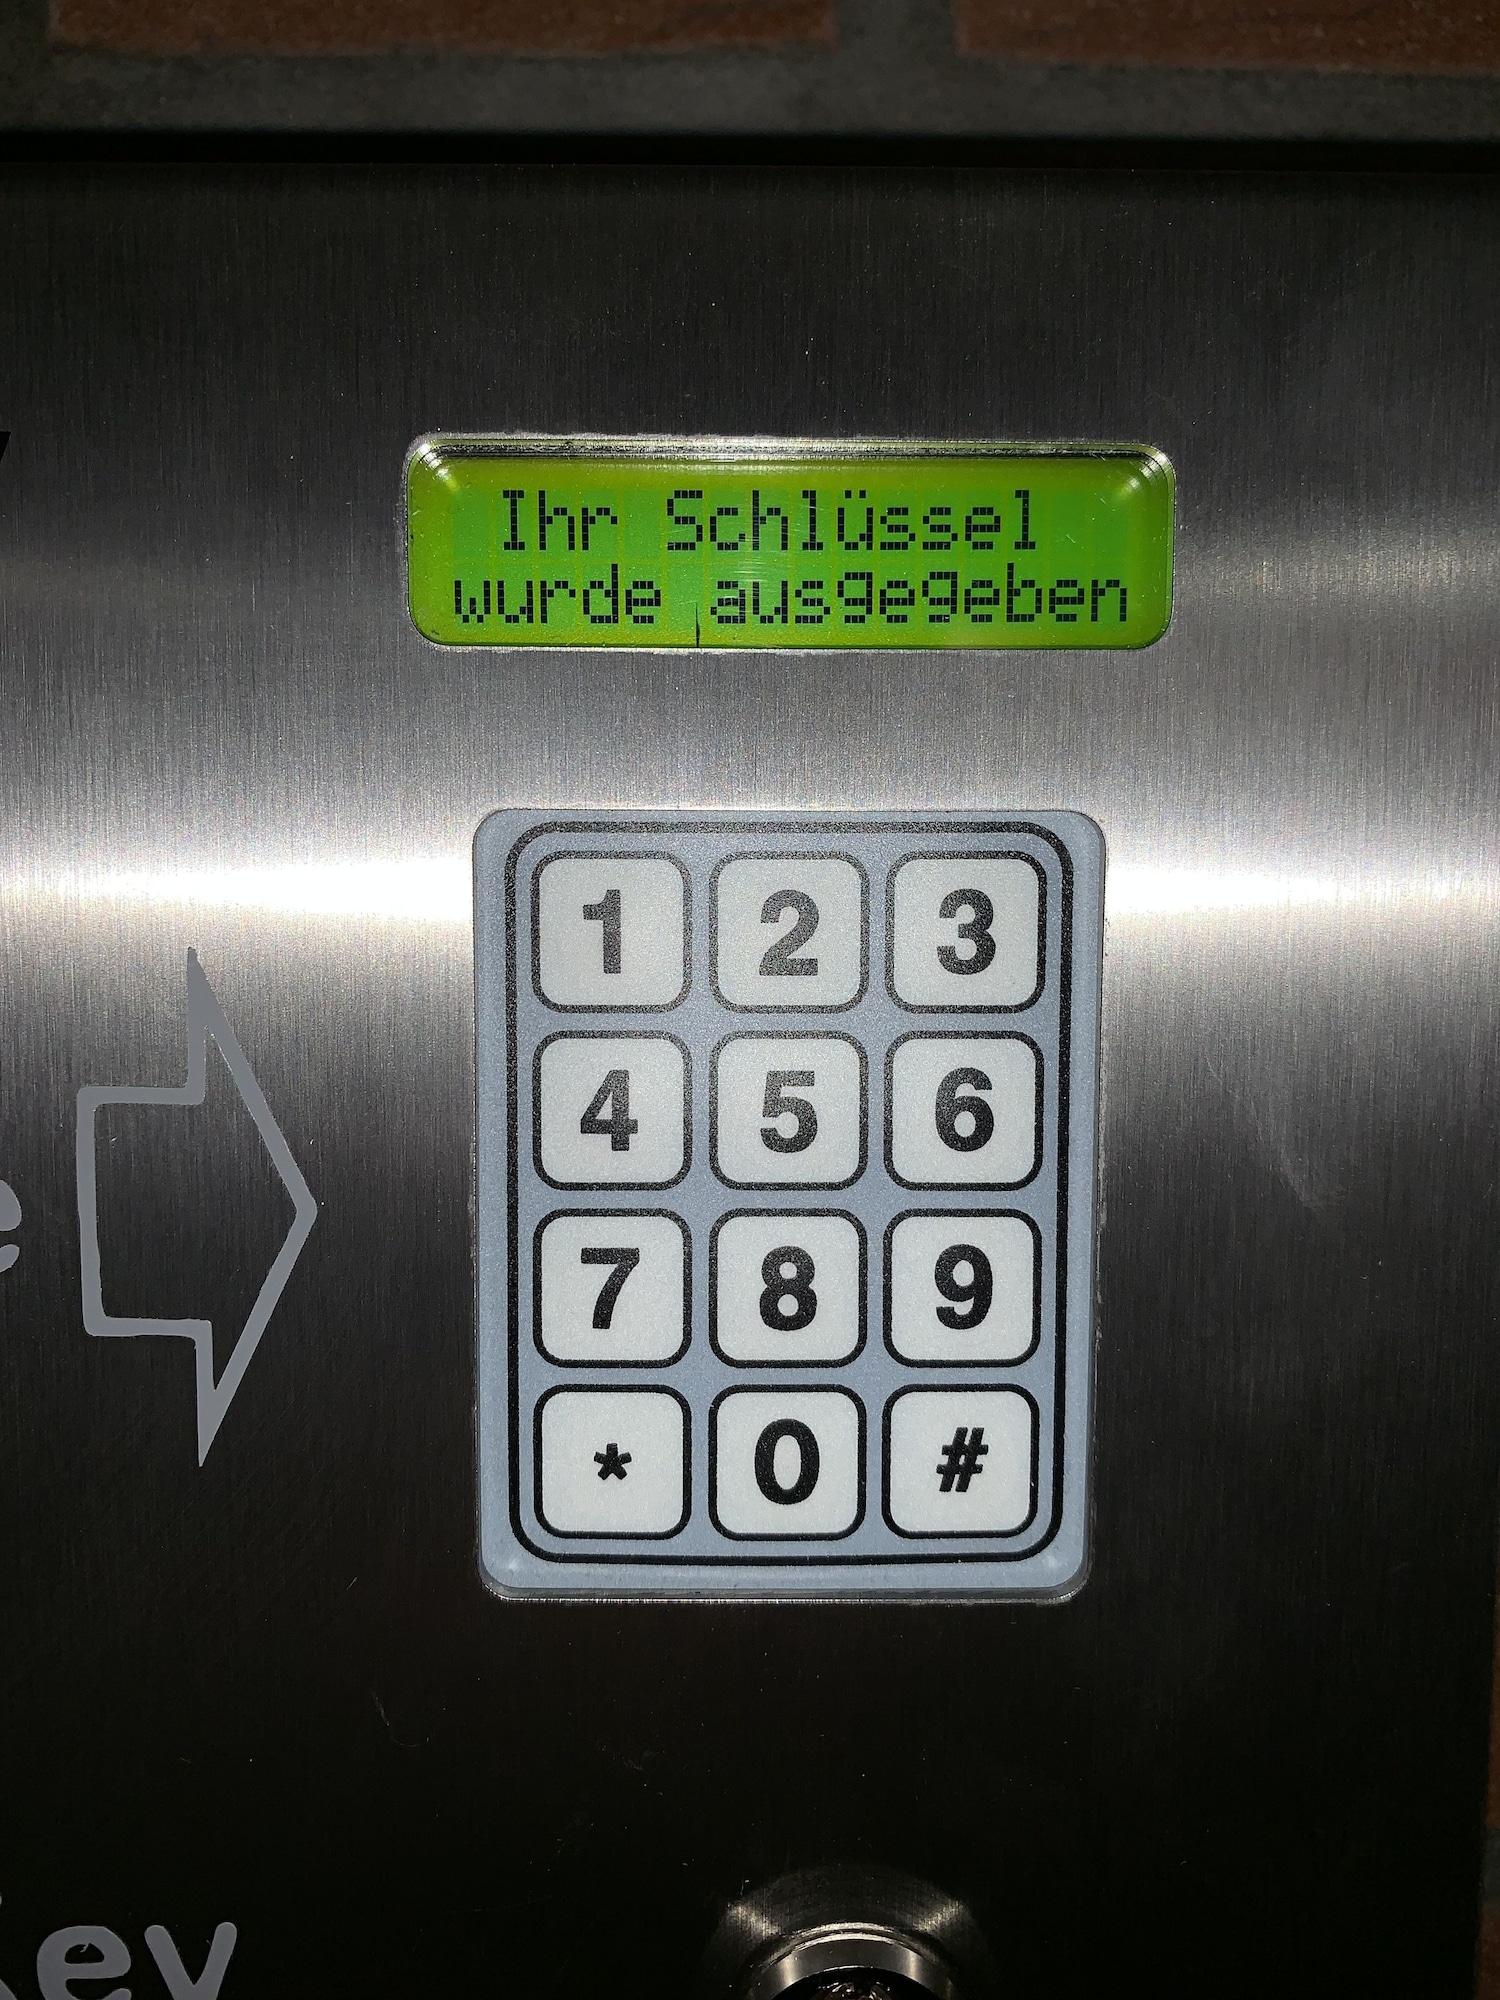 Ihr Schlüssel
wurde ausgegeben
1 2 3
4 5 6
7 8 9
* 0 #